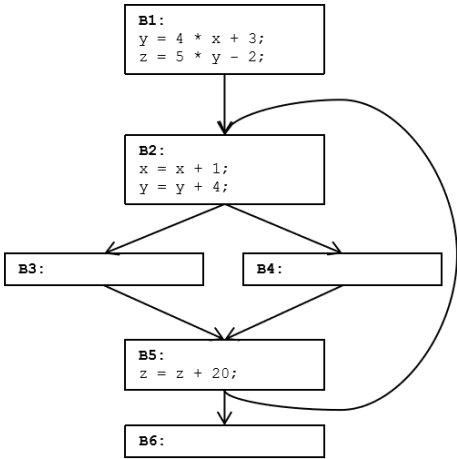 B1:
y = 4 * x + 3;
z = 5 * y - 2;
B2:
x = x + 1;
y = y + 4;
B3:
B4:
B5:
z = z + 20;
B6: